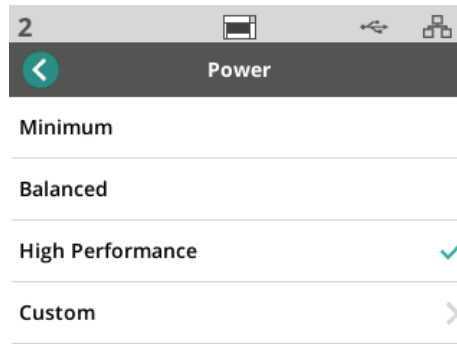 2
Power
Minimum
Balanced
High Performance
Custom